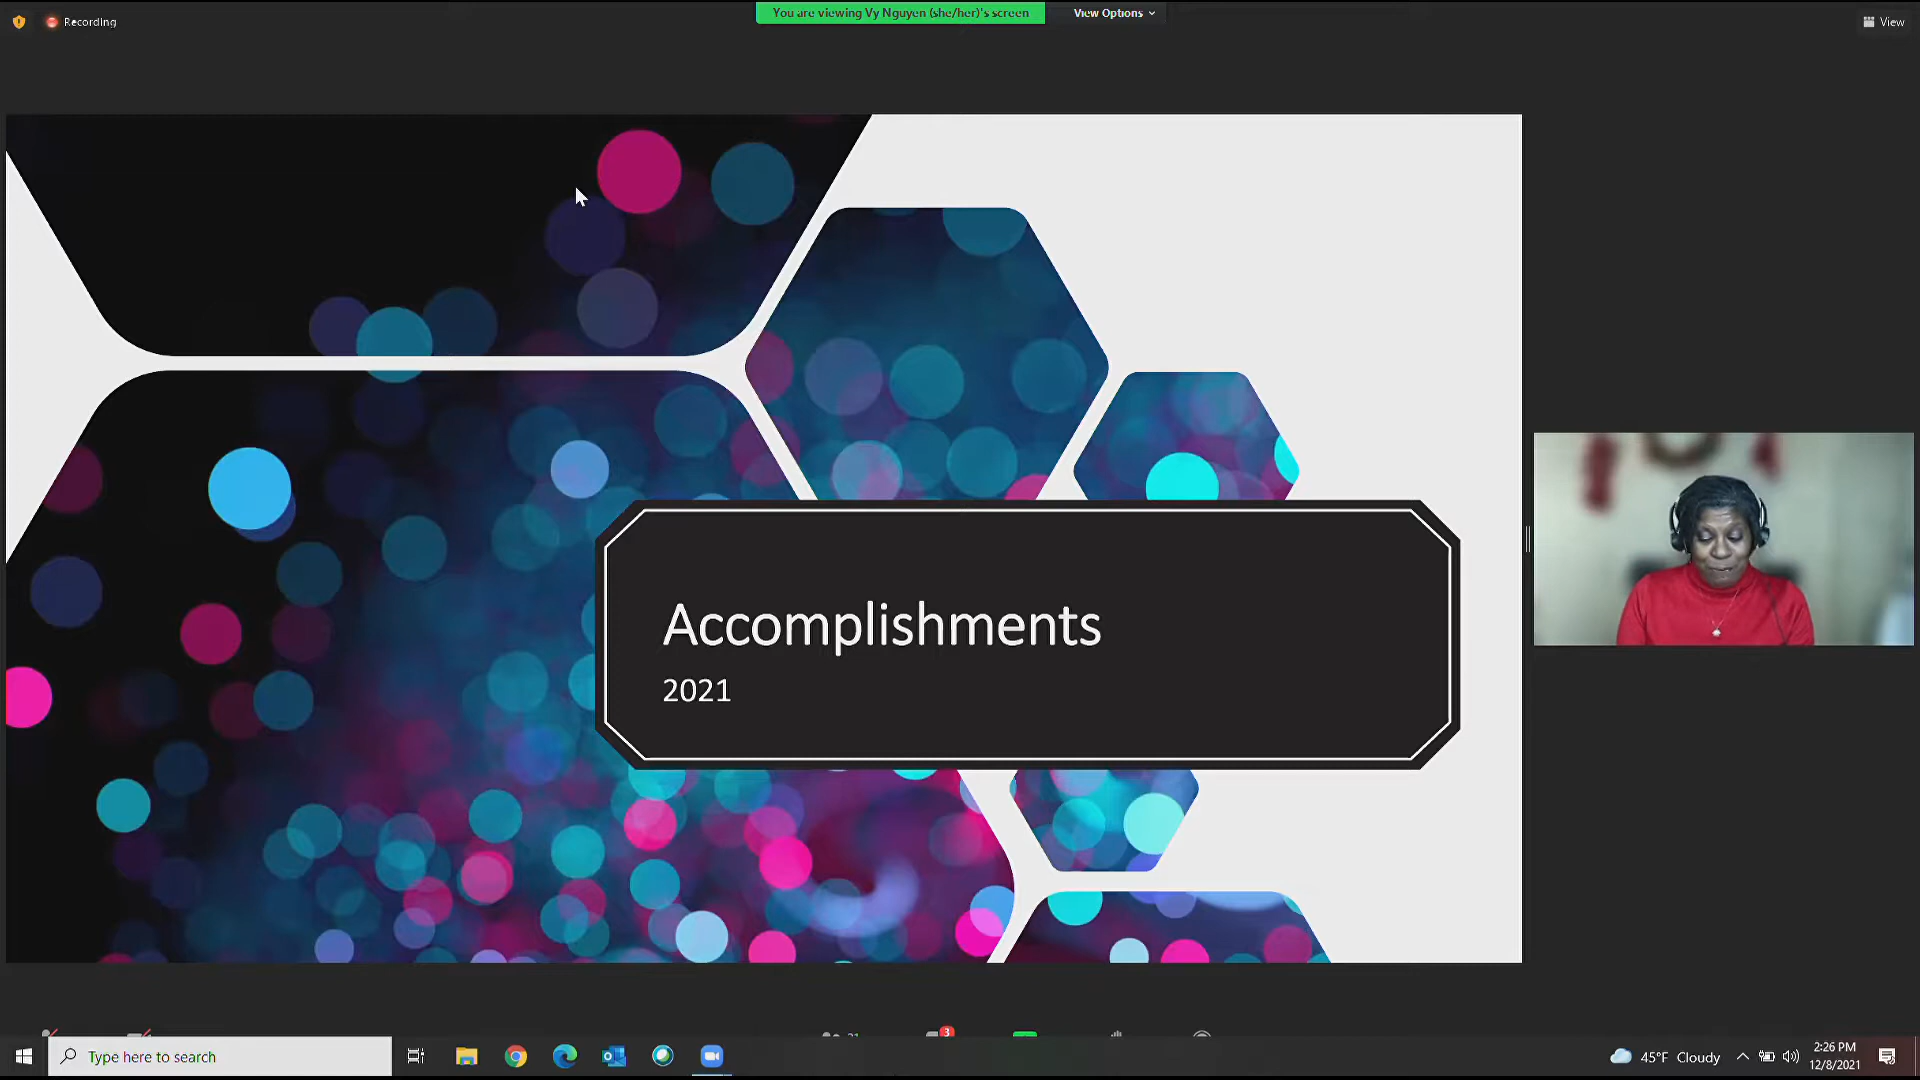 Recording
You are viewing Vy Nguyen (she/her)'s screen
View Options
View
Accomplishments
2021
3
Type here to search
45°F Cloudy
2:26 PM
12/8/2021